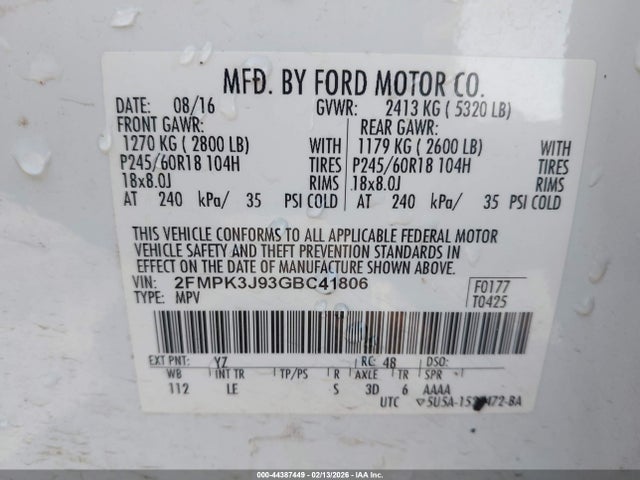 MFD. BY FORD MOTOR CO.
DATE: 08/16 GVWR: 2413 KG ( 5320 LB)
FRONT GAWR: REAR GAWR:
1270 KG ( 2800 LB) WITH 1179 KG ( 2600 LB) WITH
P245/60R18 104H TIRES P245/60R18 104H TIRES
18x8.0J RIMS 18x8.0J RIMS
AT 240 kPa/ 35 PSI COLD AT 240 kPa/ 35 PSI COLD
THIS VEHICLE CONFORMS TO ALL APPLICABLE FEDERAL MOTOR
VEHICLE SAFETY AND THEFT PREVENTION STANDARDS IN
EFFECT ON THE DATE OF MANUFACTURE SHOWN ABOVE.
VIN: 2FMPK3J93GBC41806 F0177
TYPE: MPV T0425
EXT PNT: YZ RC: 48 DSO:
WB INT TR TP/PS R AXLE TR SPR
112 LE S 3D 6 AAAA
UTC
000-44387449 - 02/13/2026 - IAAI.com